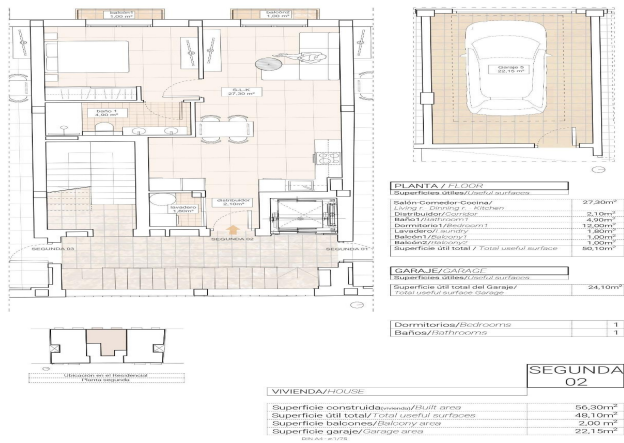 balcón1
1,00 m²
balcón2
1,00 m²
Garaje 5
22,15 m²
S-L-K
27,30 m²
baño 1
4,90 m²
distribuidor
2,10m²
lavadero
1,80m²
SEGUNDA 03
SEGUNDA 02
SEGUNDA 01
PLANTA / FLOOR
Superficies útiles/Useful surfaces
Salón-Comedor-Cocina/ 27,30m²
Living r. Dinning r. Kitchen
Distribuidor/Corridor 2,10m²
Baño1/Bathroom1 4,90m²
Dormitorio1/Bedroom1 12,00m²
Lavadero/Laundry 1,80m²
Balcón1/Balcony1 1,00m²
Balcón2/Balcony2 1,00m²
Superficie útil total / Total useful surface 50,10m²
GARAJE/GARAGE
Superficies útiles/Useful surfaces
Superficie útil total del Garaje/ 24,10m²
Total useful surface Garage
Dormitorios/Bedrooms 1
Baños/Bathrooms 1
Ubicación en el Residencial
Planta segunda
SEGUNDA
02
VIVIENDA/HOUSE
Superficie construida(vivienda)/Built area 56,30m²
Superficie útil total/Total useful surfaces 48,10m²
Superficie balcones/Balcony area 2,00 m²
Superficie garaje/Garage area 22,15m²
DIN A4 - e:1/75